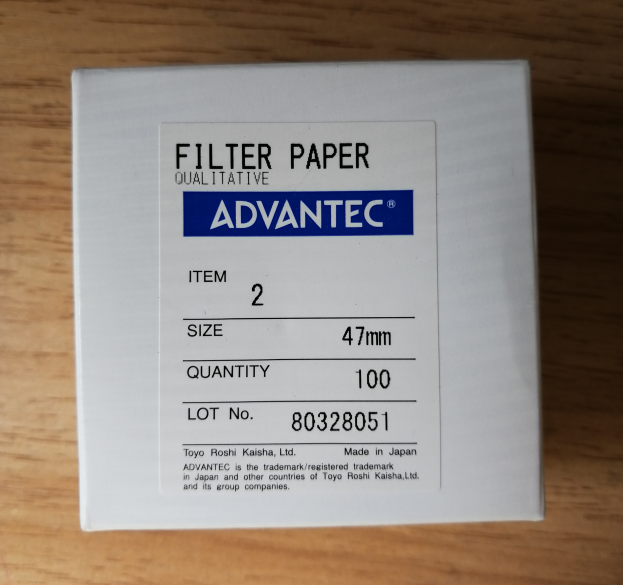 FILTER PAPER
QUALITATIVE
ADVANTEC®
ITEM 2
SIZE 47mm
QUANTITY 100
LOT No. 80328051
Toyo Roshi Kaisha, Ltd. Made in Japan
ADVANTEC is the trademark/registered trademark
in Japan and other countries of Toyo Roshi Kaisha,Ltd.
and its group companies.